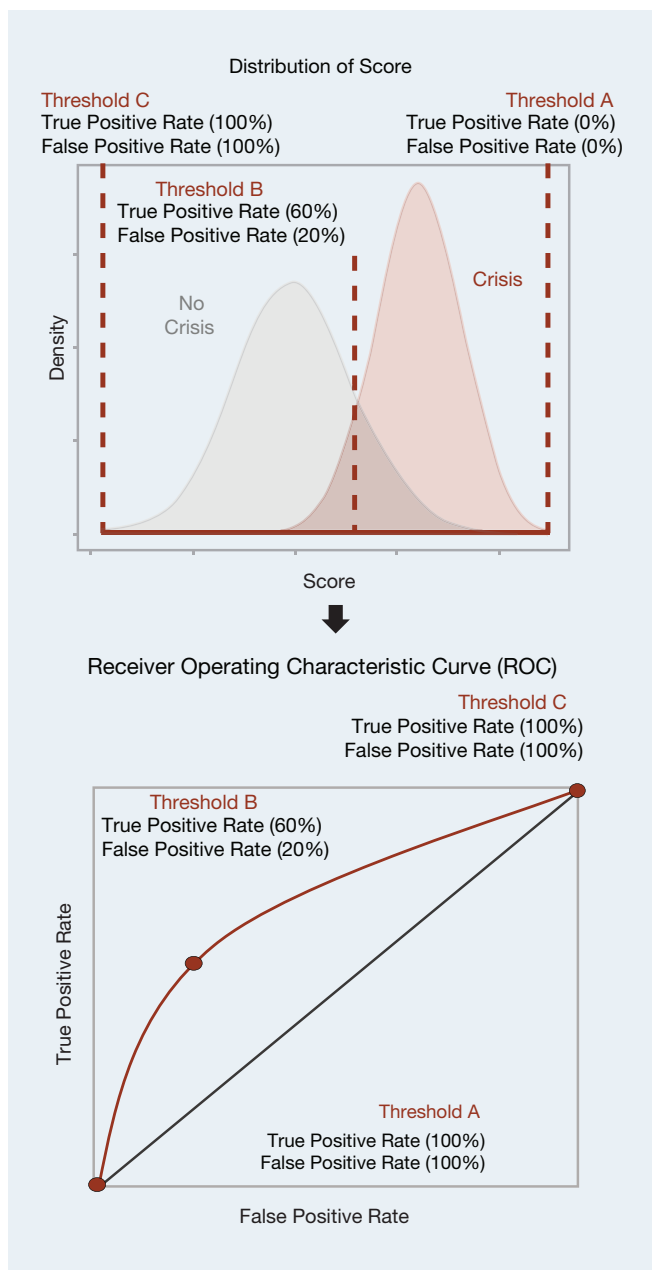 Distribution of Score
Threshold C
True Positive Rate (100%)
False Positive Rate (100%)
Threshold A
True Positive Rate (0%)
False Positive Rate (0%)
Threshold B
True Positive Rate (60%)
False Positive Rate (20%)
No
Crisis
Crisis
Density
Score
Receiver Operating Characteristic Curve (ROC)
Threshold C
True Positive Rate (100%)
False Positive Rate (100%)
Threshold B
True Positive Rate (60%)
False Positive Rate (20%)
True Positive Rate
Threshold A
True Positive Rate (100%)
False Positive Rate (100%)
False Positive Rate